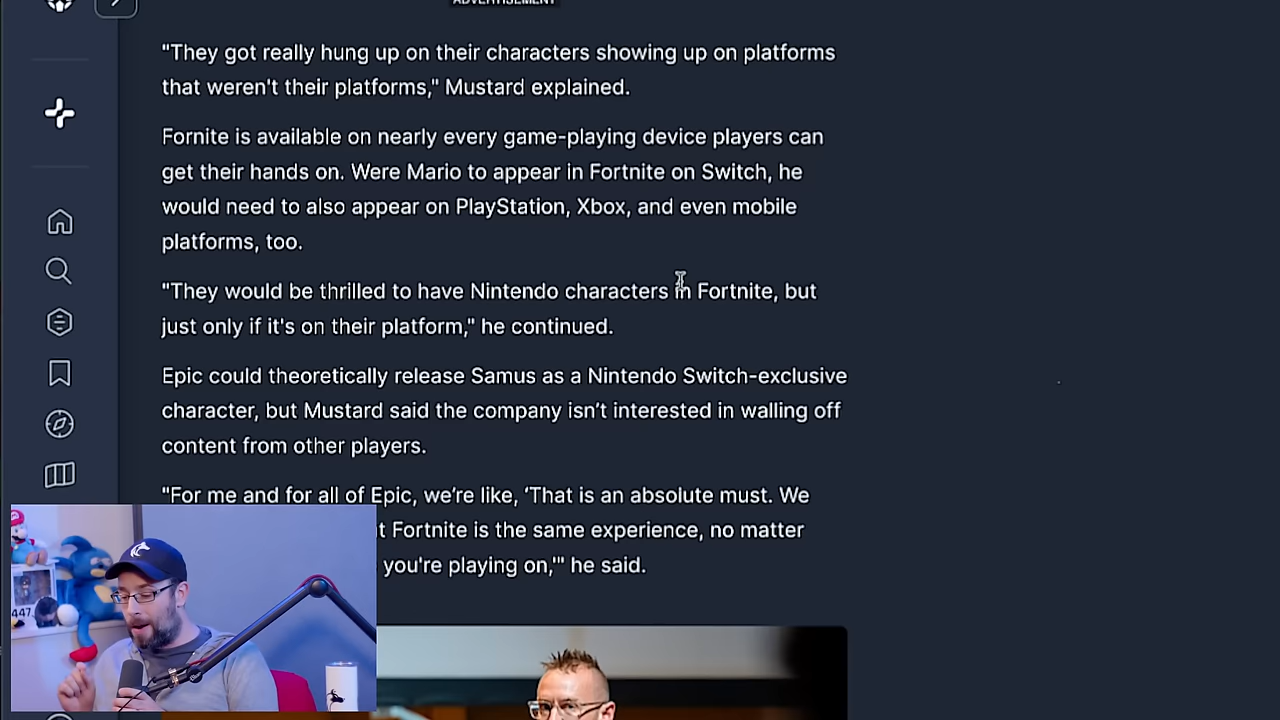 ADVERTISEMENT
"They got really hung up on their characters showing up on platforms
that weren't their platforms," Mustard explained.
Fornite is available on nearly every game-playing device players can
get their hands on. Were Mario to appear in Fortnite on Switch, he
would need to also appear on PlayStation, Xbox, and even mobile
platforms, too.
"They would be thrilled to have Nintendo characters in Fortnite, but
just only if it's on their platform," he continued.
Epic could theoretically release Samus as a Nintendo Switch-exclusive
character, but Mustard said the company isn’t interested in walling off
content from other players.
"For me and for all of Epic, we’re like, ‘That is an absolute must. We
t Fortnite is the same experience, no matter
you're playing on,'" he said.
447